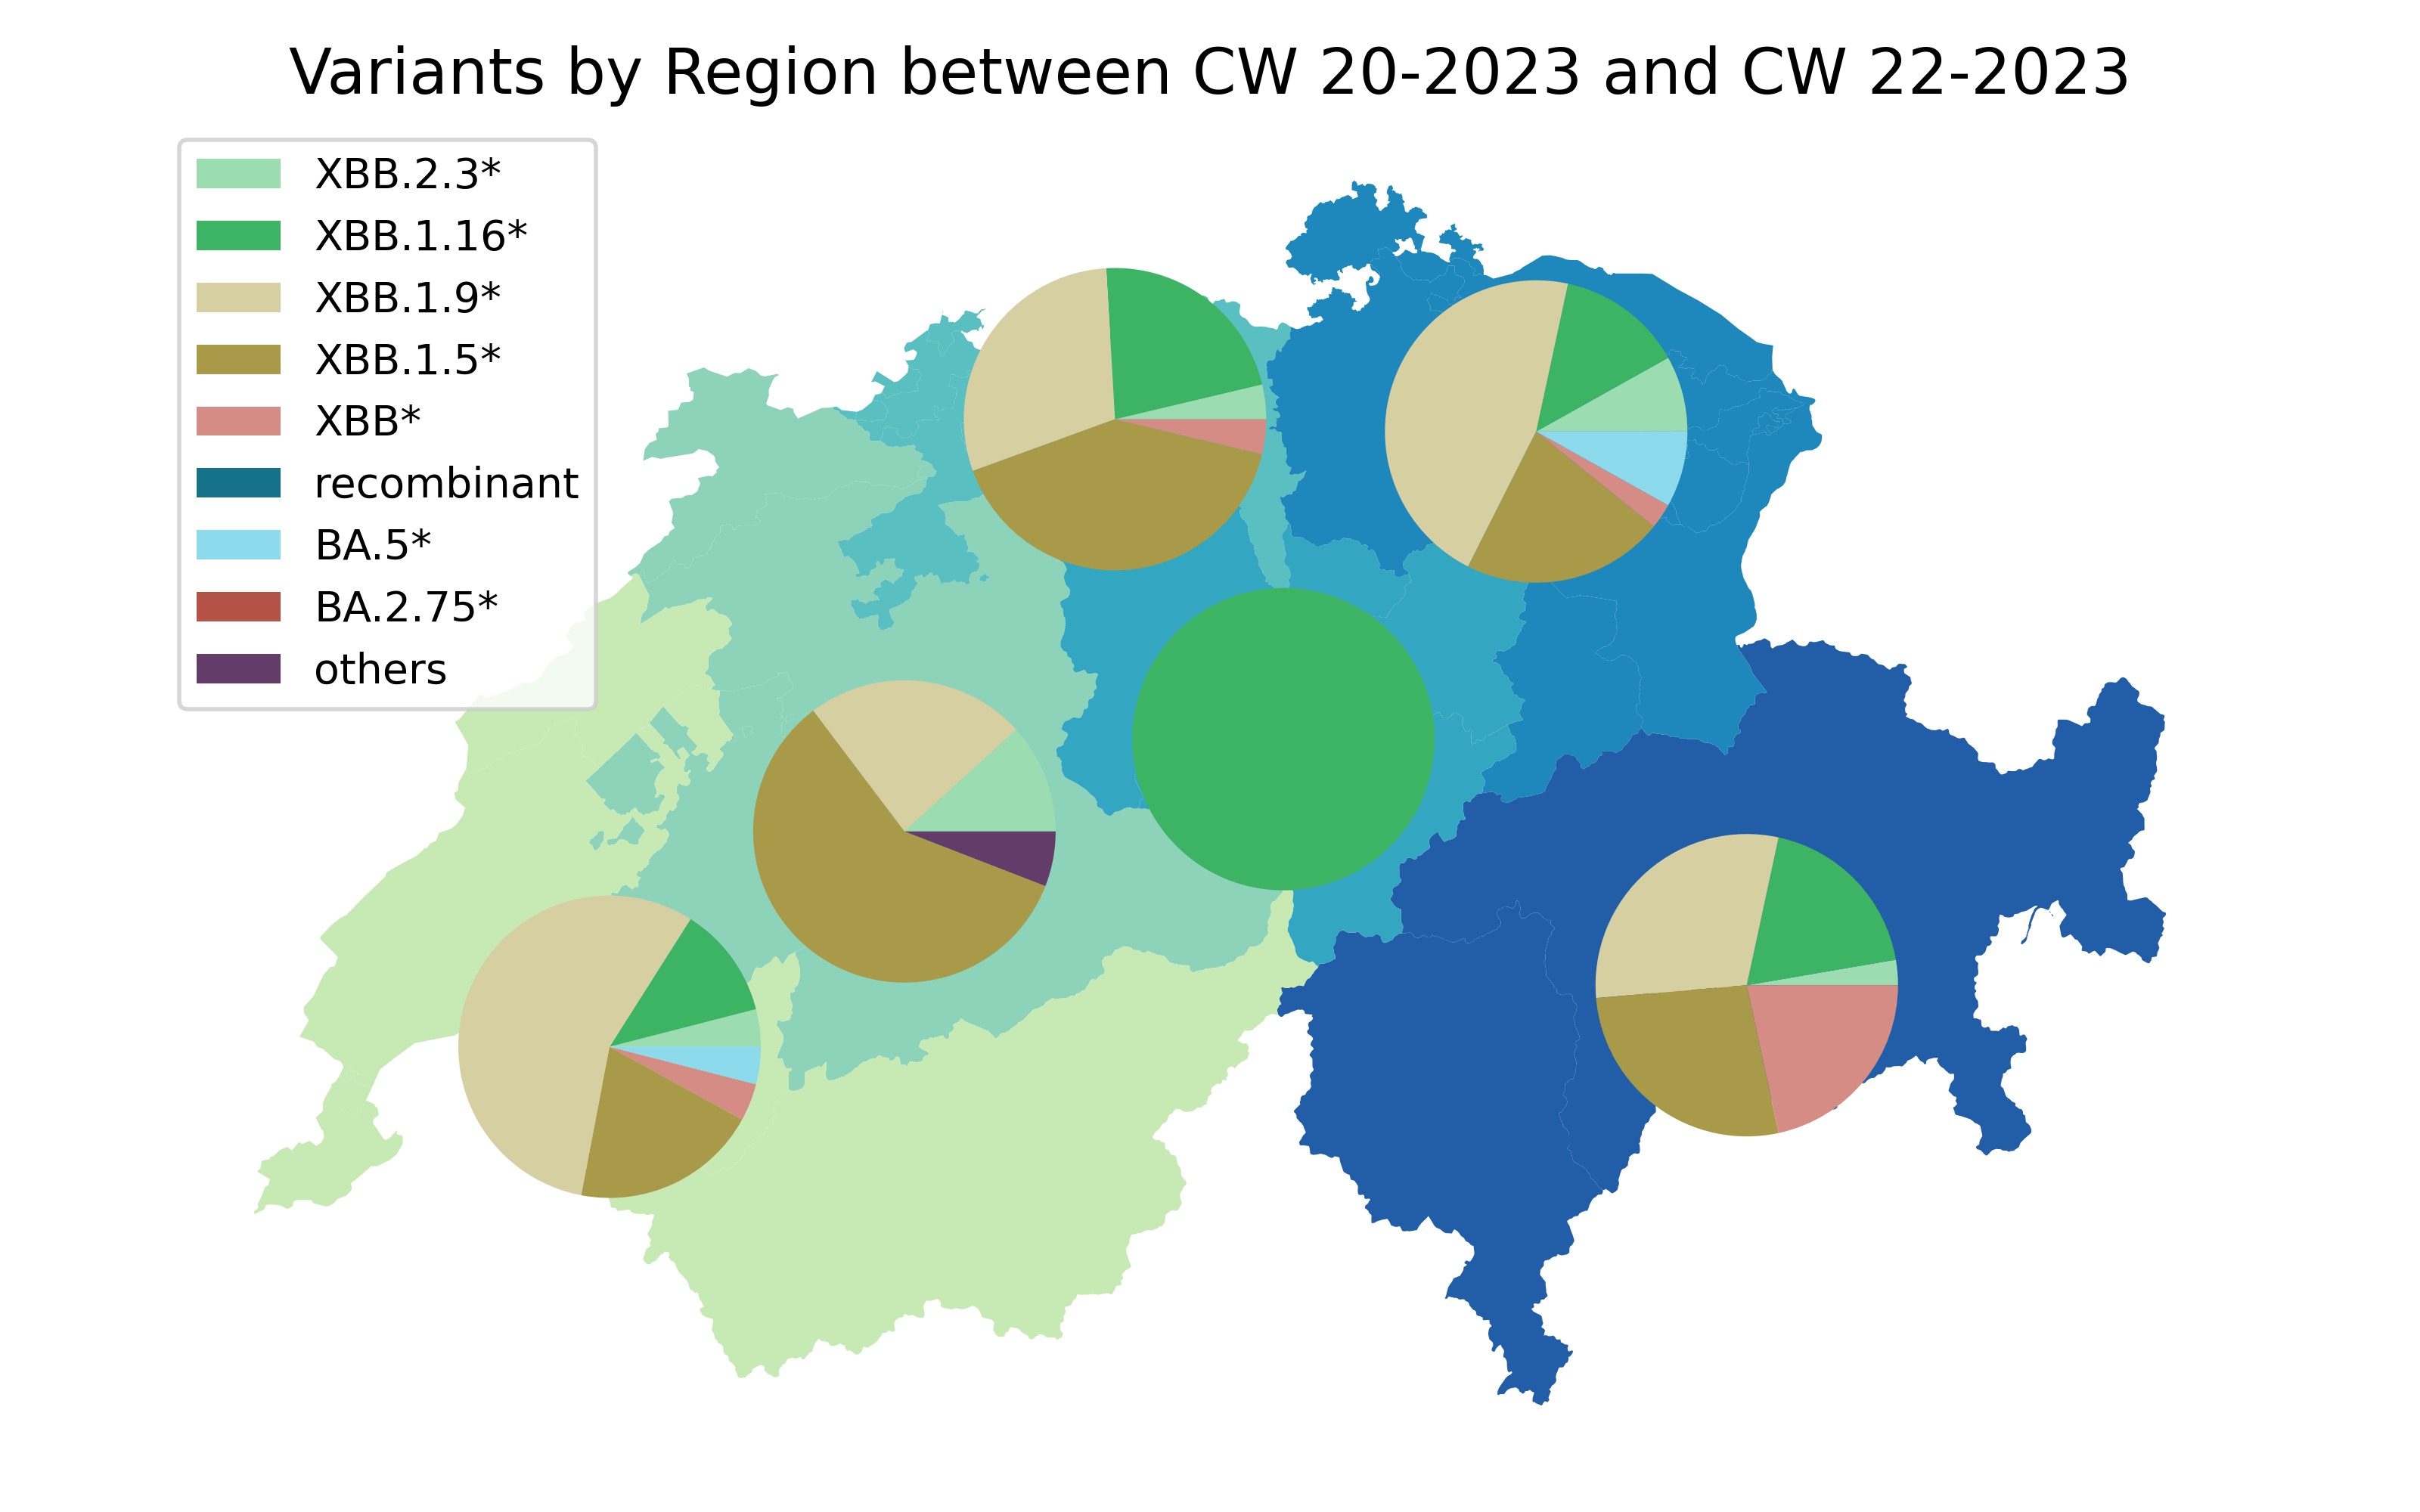 Variants by Region between CW 20-2023 and CW 22-2023
XBB.2.3*
XBB.1.16*
XBB.1.9*
XBB.1.5*
XBB*
recombinant
BA.5*
BA.2.75*
others